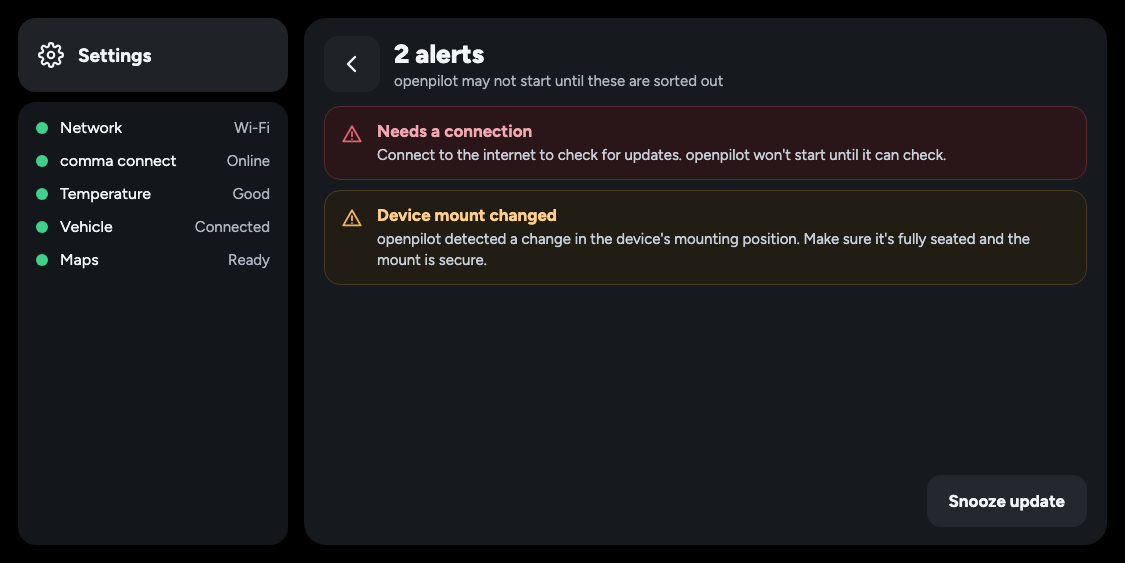 Settings
Network Wi-Fi
comma connect Online
Temperature Good
Vehicle Connected
Maps Ready
2 alerts
openpilot may not start until these are sorted out
Needs a connection
Connect to the internet to check for updates. openpilot won't start until it can check.
Device mount changed
openpilot detected a change in the device's mounting position. Make sure it's fully seated and the
mount is secure.
Snooze update